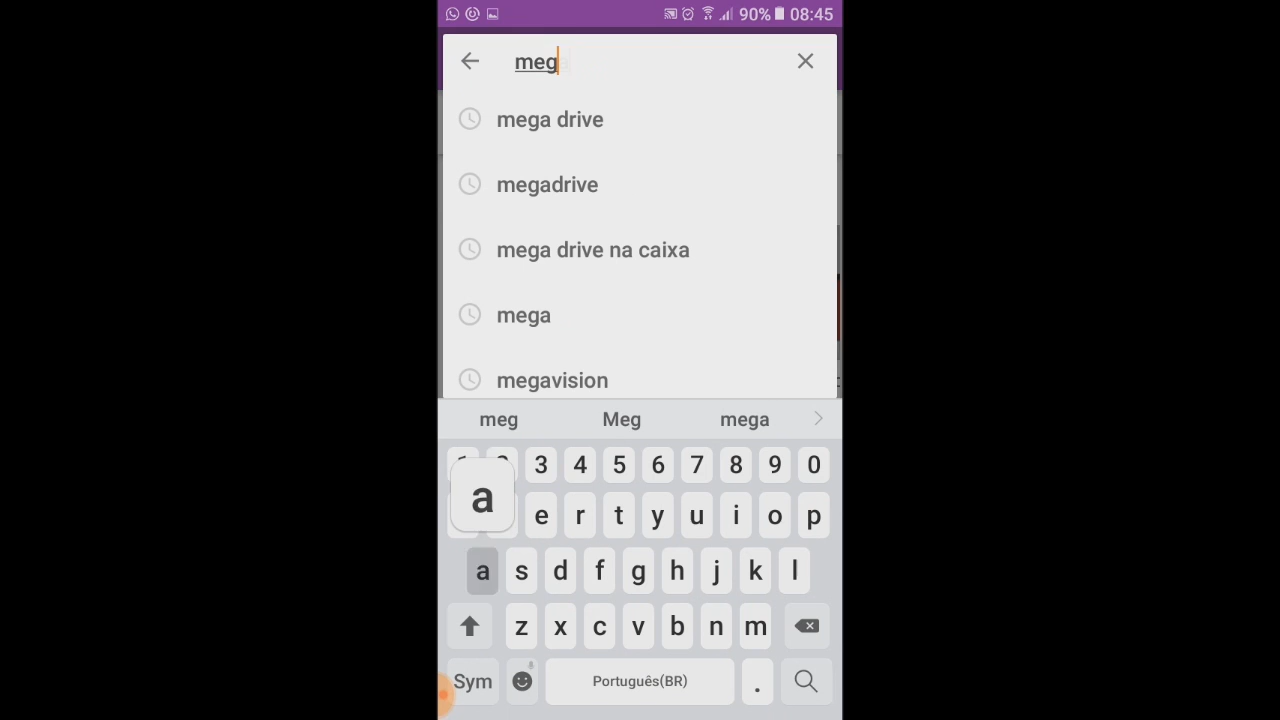 90% 08:45
meg
mega drive
megadrive
mega drive na caixa
mega
megavision
meg Meg mega
3 4 5 6 7 8 9 0
a
e r t y u i o p
a s d f g h j k l
z x c v b n m
Sym Português(BR) .